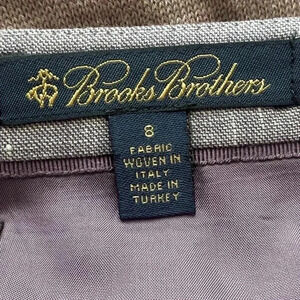 Brooks Brothers
8
FABRIC
WOVEN IN
ITALY
MADE IN
TURKEY